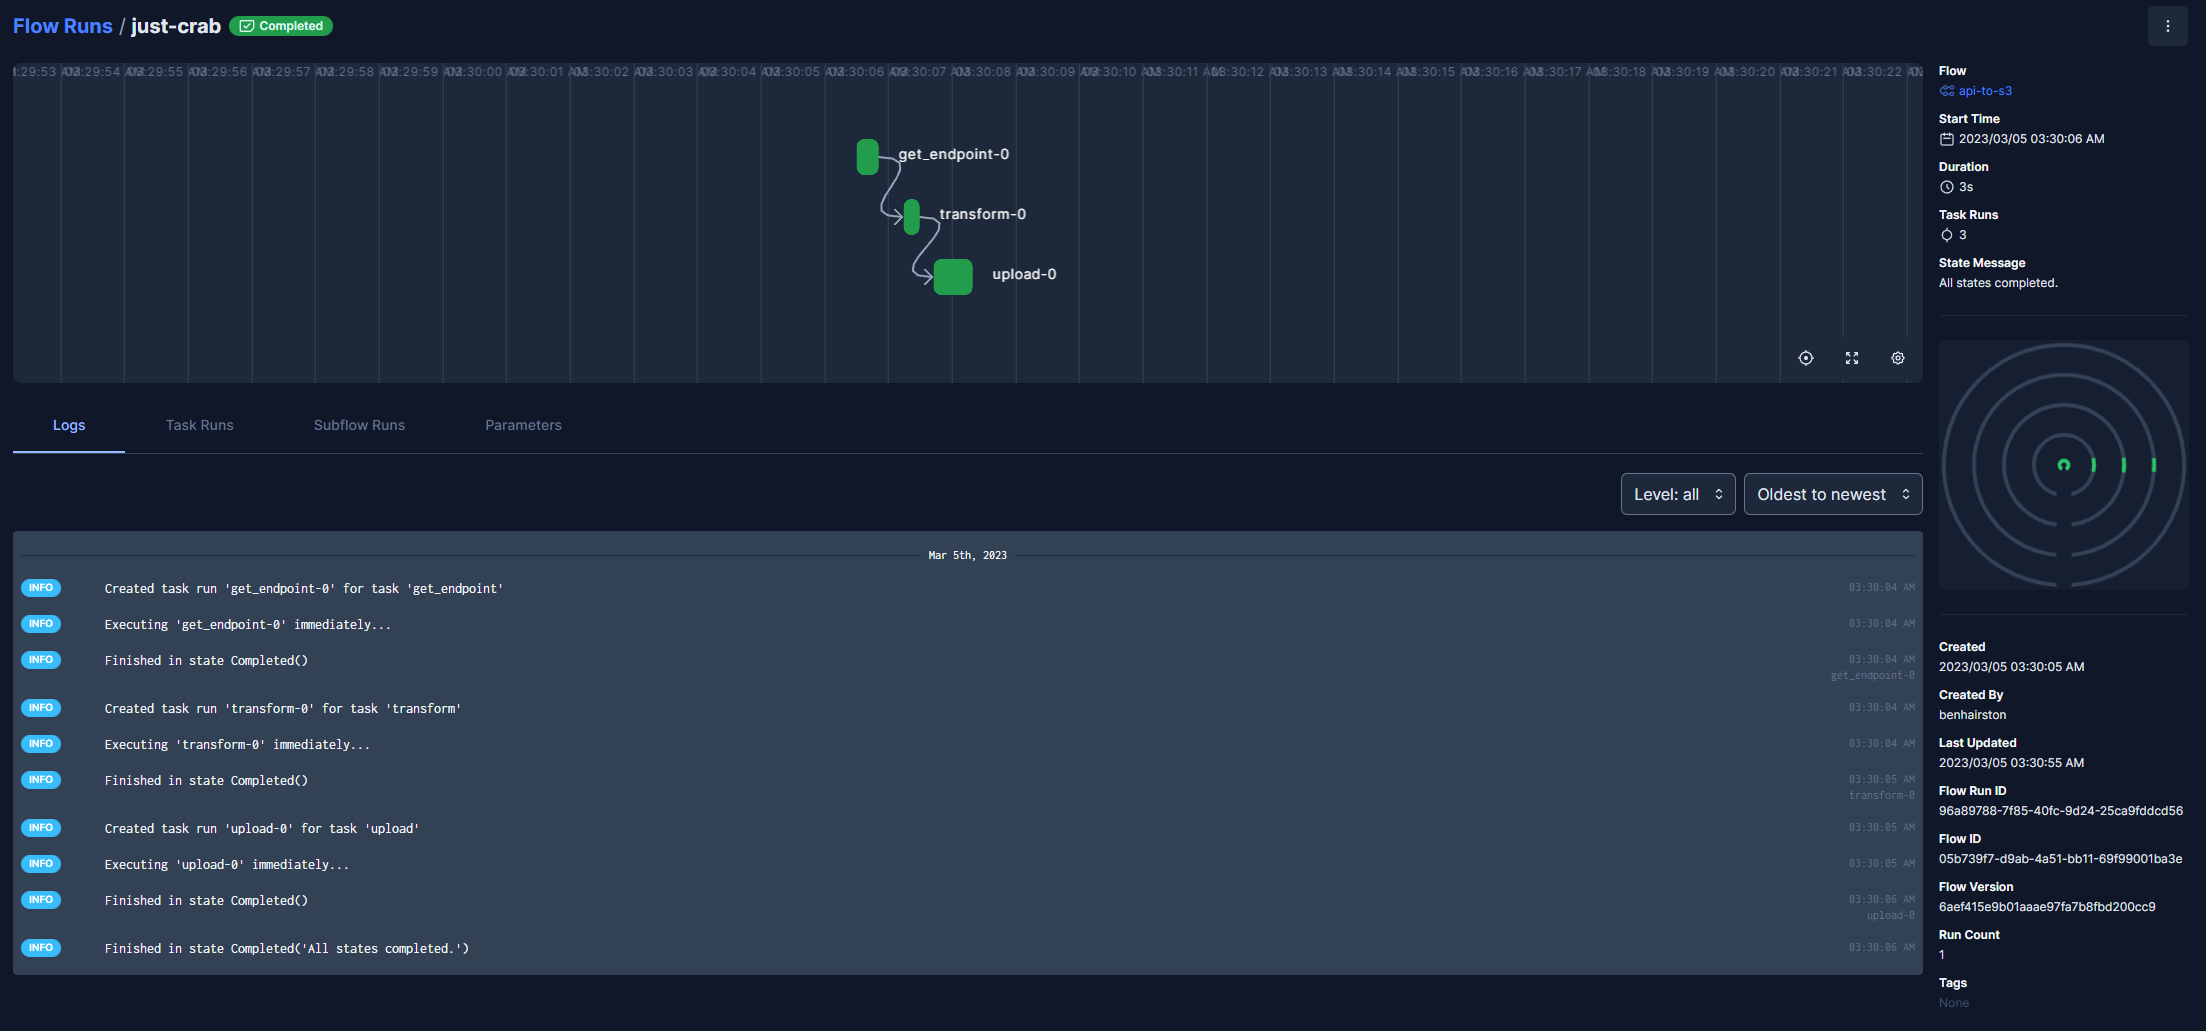 Flow Runs / just-crab Completed
03:29:54 03:29:55 03:29:56 03:29:57 03:29:58 03:29:59 03:30:00 03:30:01 03:30:02 03:30:03 03:30:04 03:30:05 03:30:06 03:30:07 03:30:08 03:30:09 03:30:10 03:30:11 03:30:12 03:30:13 03:30:14 03:30:15 03:30:16 03:30:17 03:30:18 03:30:19 03:30:20 03:30:21 03:30:22
get_endpoint-0
transform-0
upload-0
Logs Task Runs Subflow Runs Parameters
Level: all Oldest to newest
Mar 5th, 2023
INFO Created task run 'get_endpoint-0' for task 'get_endpoint' 03:30:04 AM
INFO Executing 'get_endpoint-0' immediately... 03:30:04 AM
INFO Finished in state Completed() 03:30:04 AM
get_endpoint-0
INFO Created task run 'transform-0' for task 'transform' 03:30:04 AM
INFO Executing 'transform-0' immediately... 03:30:04 AM
INFO Finished in state Completed() 03:30:05 AM
transform-0
INFO Created task run 'upload-0' for task 'upload' 03:30:05 AM
INFO Executing 'upload-0' immediately... 03:30:05 AM
INFO Finished in state Completed() 03:30:06 AM
upload-0
INFO Finished in state Completed('All states completed.') 03:30:06 AM
Flow
api-to-s3
Start Time
2023/03/05 03:30:06 AM
Duration
3s
Task Runs
3
State Message
All states completed.
Created
2023/03/05 03:30:05 AM
Created By
benhairston
Last Updated
2023/03/05 03:30:55 AM
Flow Run ID
96a89788-7f85-40fc-9d24-25ca9fddcd56
Flow ID
05b739f7-d9ab-4a51-bb11-69f99001ba3e
Flow Version
6aef415e9b01aaae97fa7b8fbd200cc9
Run Count
1
Tags
None